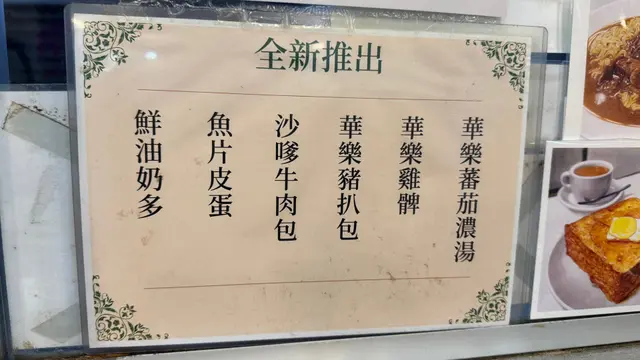 全新推出
華樂蕃茄濃湯
華樂雞髀
華樂豬扒包
沙嗲牛肉包
魚片皮蛋
鮮油奶多